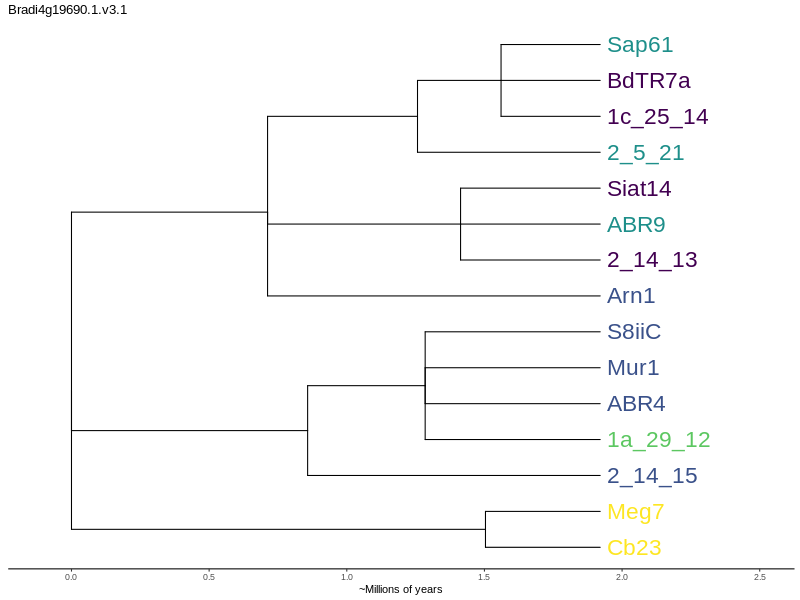 Bradi4g19690.1.v3.1
Sap61
BdTR7a
1c_25_14
2_5_21
Siat14
ABR9
2_14_13
Arn1
S8iiC
Mur1
ABR4
1a_29_12
2_14_15
Meg7
Cb23
0.0 0.5 1.0 1.5 2.0 2.5
~Millions of years